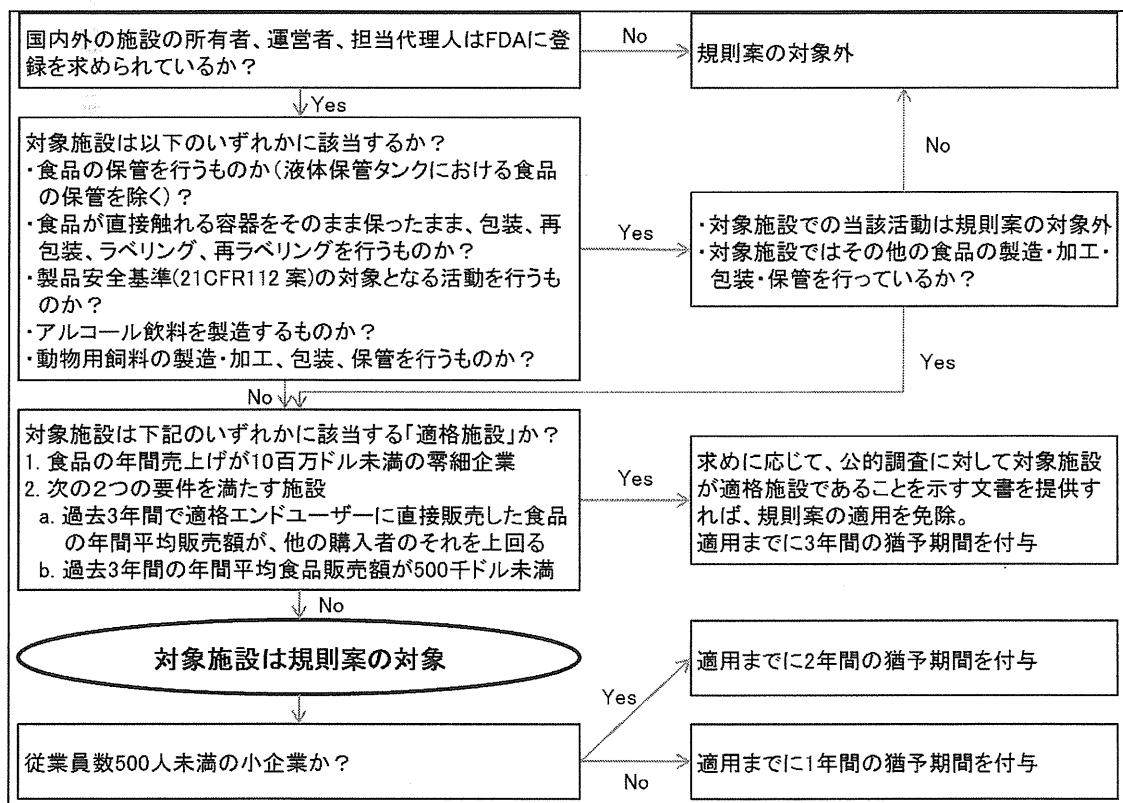 国内外の施設の所有者、運営者、担当代理人はFDAに登
録を求められているか？
No
規則案の対象外
Yes
対象施設は以下のいずれかに該当するか？
・食品の保管を行うものか（液体保管タンクにおける食品
の保管を除く）？
・食品が直接触れる容器をそのまま保ったまま、包装、再
包装、ラベリング、再ラベリングを行うものか？
・製品安全基準(21CFR112 案)の対象となる活動を行うも
のか？
・アルコール飲料を製造するものか？
・動物用飼料の製造・加工、包装、保管を行うものか？
Yes
No
・対象施設での当該活動は規則案の対象外
・対象施設ではその他の食品の製造・加工・
包装・保管を行っているか？
Yes
No
対象施設は下記のいずれかに該当する「適格施設」か？
1. 食品の年間売上げが10百万ドル未満の零細企業
2. 次の２つの要件を満たす施設
a. 過去3年間で適格エンドユーザーに直接販売した食品
の年間平均販売額が、他の購入者のそれを上回る
b. 過去3年間の年間平均食品販売額が500千ドル未満
Yes
求めに応じて、公的調査に対して対象施設
が適格施設であることを示す文書を提供す
れば、規則案の適用を免除。
適用までに3年間の猶予期間を付与
No
対象施設は規則案の対象
従業員数500人未満の小企業か？
Yes
適用までに2年間の猶予期間を付与
No
適用までに1年間の猶予期間を付与